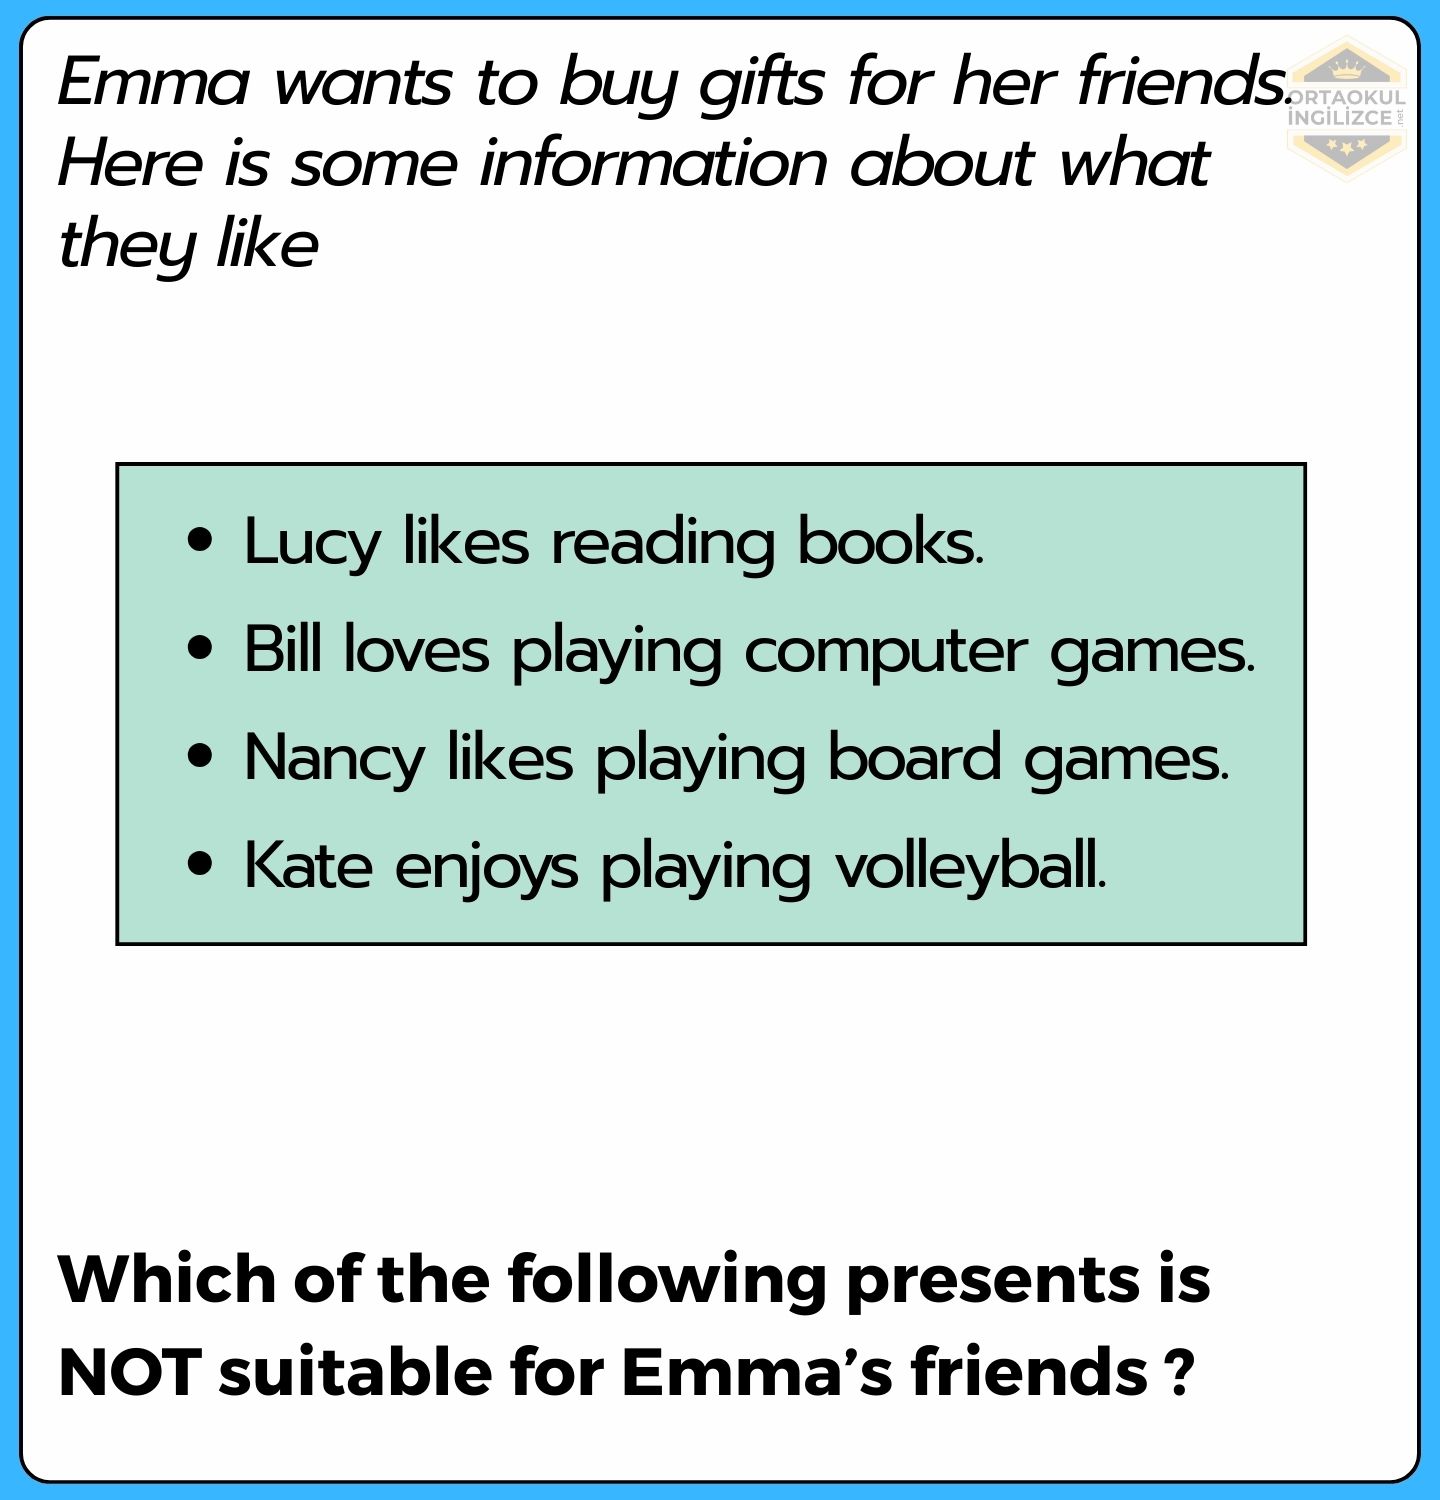 Emma wants to buy gifts for her friends.
Here is some information about what
they like
ORTAOKUL
İNGİLİZCE .net
• Lucy likes reading books.
• Bill loves playing computer games.
• Nancy likes playing board games.
• Kate enjoys playing volleyball.
Which of the following presents is
NOT suitable for Emma’s friends ?